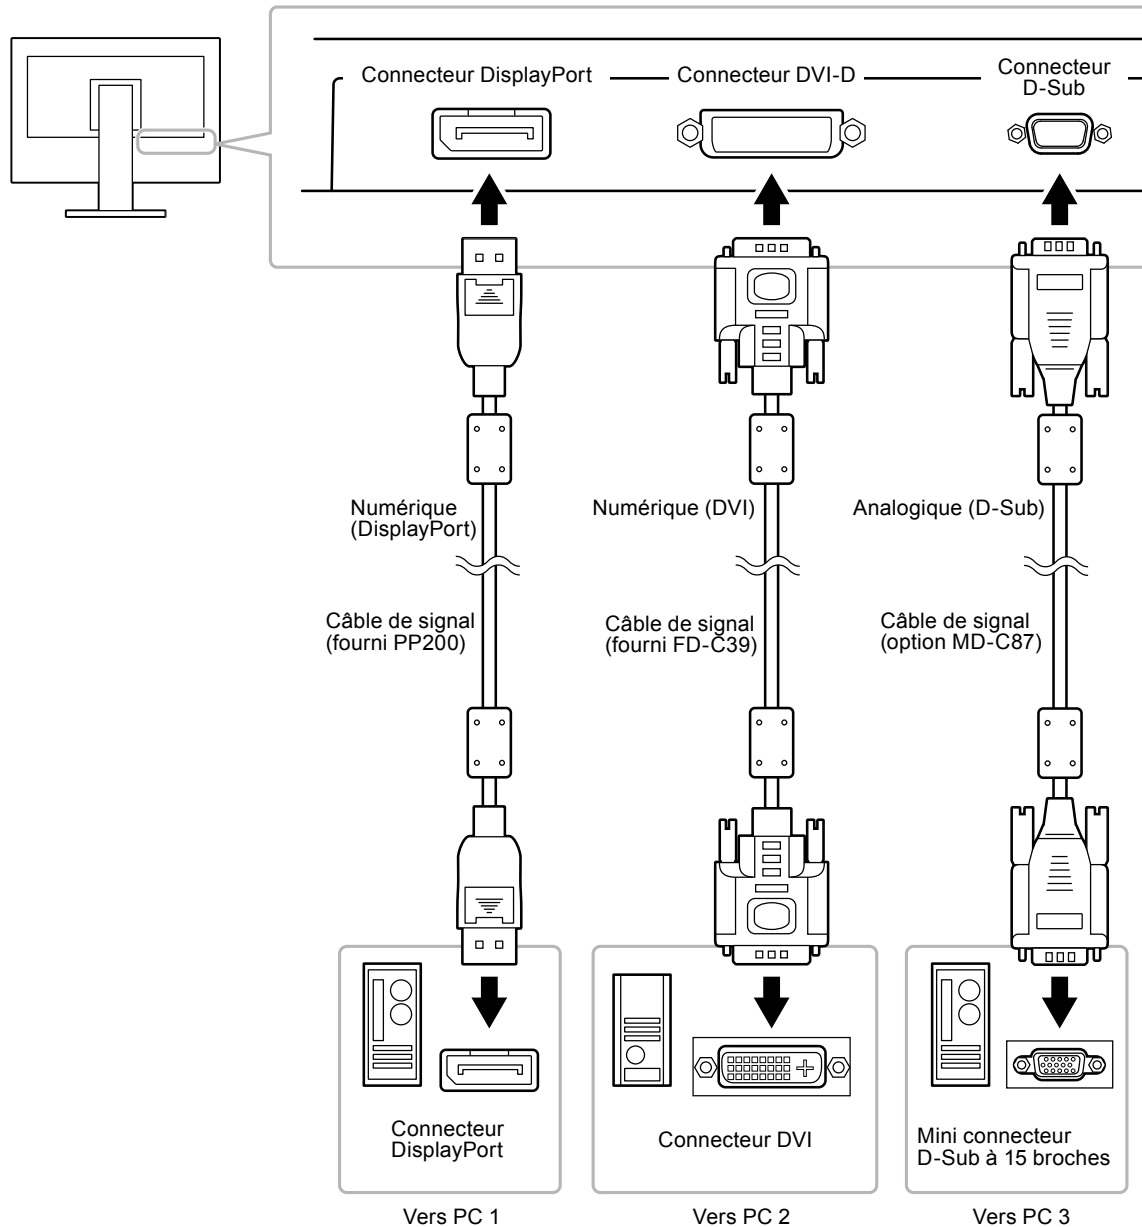 Connecteur DisplayPort
Connecteur DVI-D
Connecteur
D-Sub
Numérique
(DisplayPort)
Numérique (DVI)
Analogique (D-Sub)
Câble de signal
(fourni PP200)
Câble de signal
(fourni FD-C39)
Câble de signal
(option MD-C87)
Connecteur
DisplayPort
Connecteur DVI
Mini connecteur
D-Sub à 15 broches
Vers PC 1
Vers PC 2
Vers PC 3